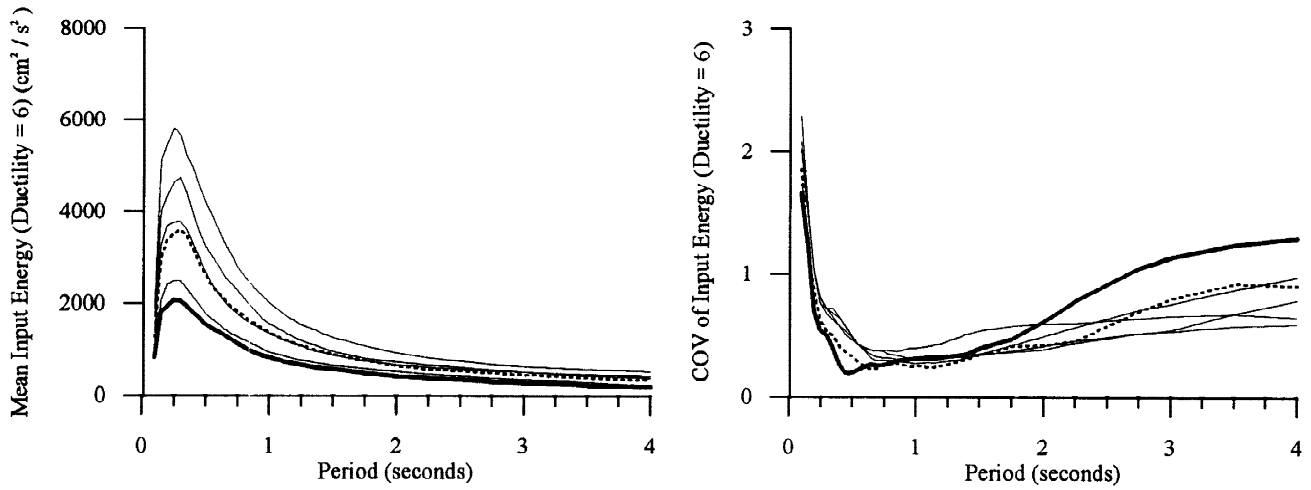 Mean Input Energy (Ductility = 6) (cm² / s²)
8000
6000
4000
2000
0
0 1 2 3 4
Period (seconds)
COV of Input Energy (Ductility = 6)
3
2
1
0
0 1 2 3 4
Period (seconds)